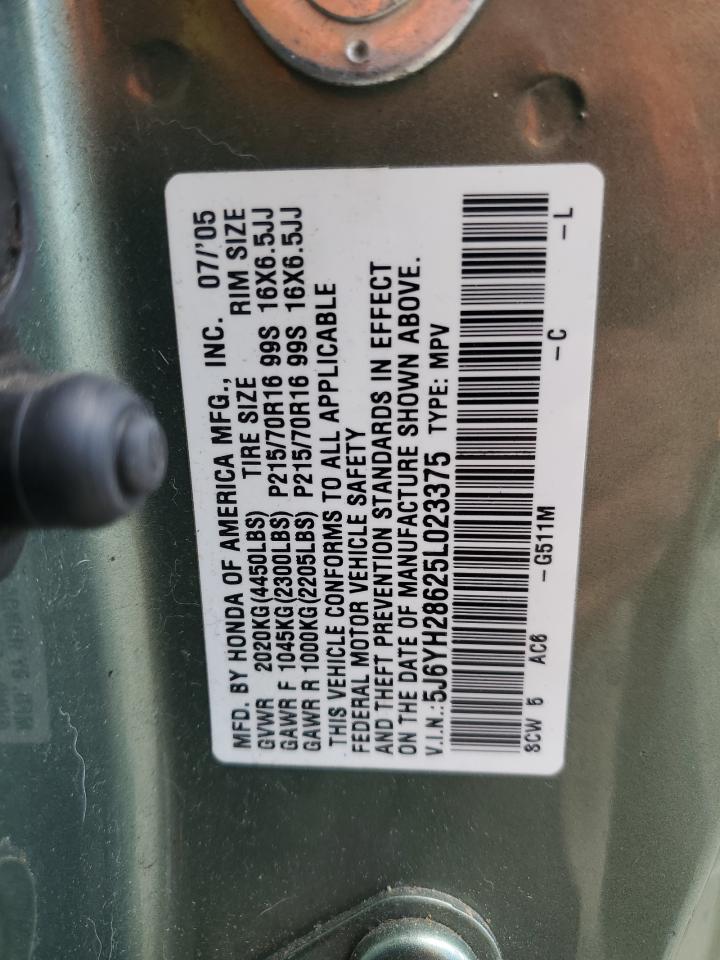 MFD. BY HONDA OF AMERICA MFG., INC. 07/'05
GVWR 2020KG(4450LBS) TIRE SIZE RIM SIZE
GAWR F 1045KG(2300LBS) P215/70R16 99S 16X6.5JJ
GAWR R 1000KG(2205LBS) P215/70R16 99S 16X6.5JJ
THIS VEHICLE CONFORMS TO ALL APPLICABLE
FEDERAL MOTOR VEHICLE SAFETY
AND THEFT PREVENTION STANDARDS IN EFFECT
ON THE DATE OF MANUFACTURE SHOWN ABOVE.
V.I.N.:5J6YH28625L023375 TYPE: MPV
SCW 5 AC6 -G511M -C -L